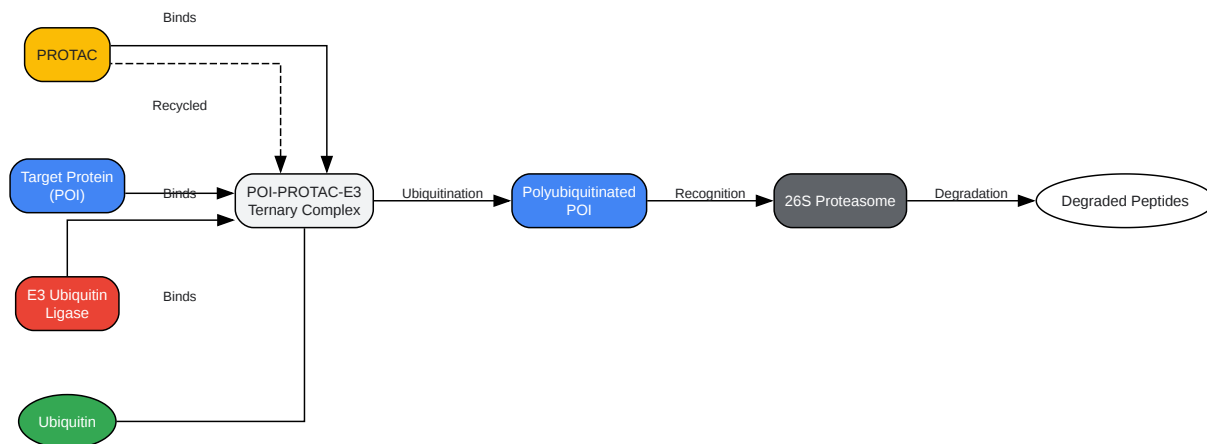 Binds
PROTAC
Recycled
Target Protein
(POI)
Binds
POI-PROTAC-E3
Ternary Complex
Ubiquitination
Polyubiquitinated
POI
Recognition
26S Proteasome
Degradation
Degraded Peptides
E3 Ubiquitin
Ligase
Binds
Ubiquitin